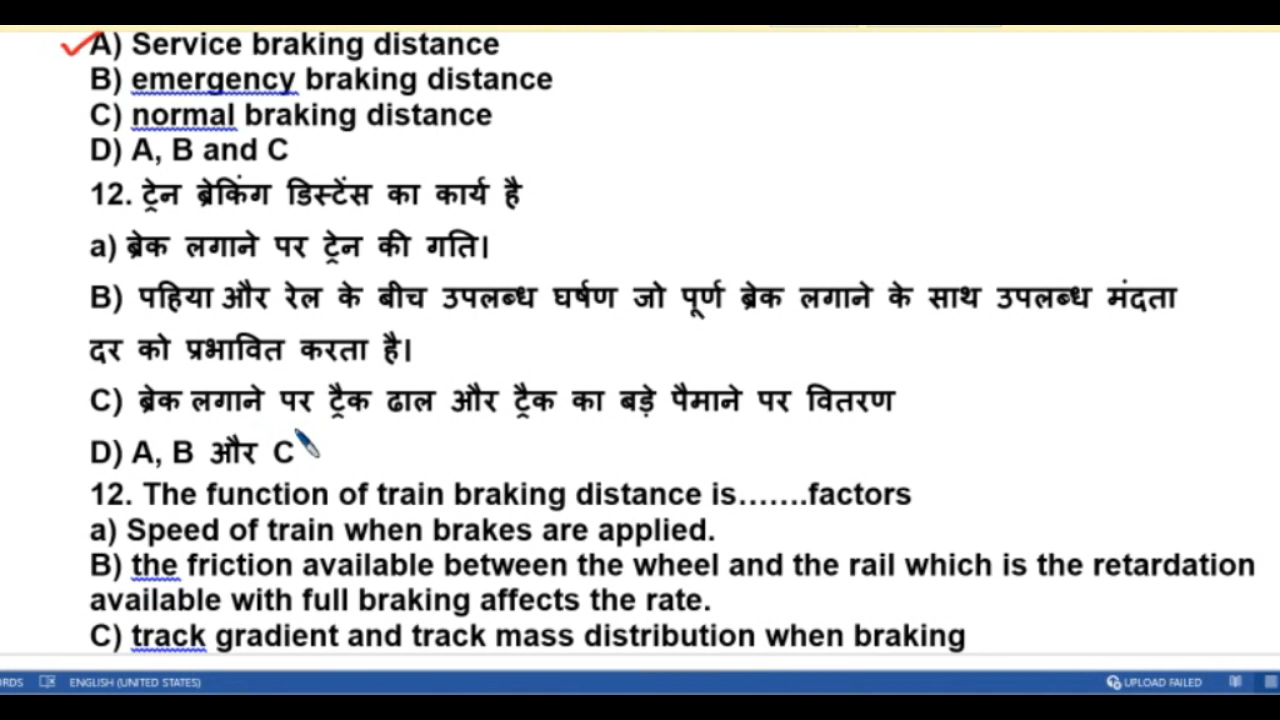 A) Service braking distance
B) emergency braking distance
C) normal braking distance
D) A, B and C
12. ट्रेन ब्रेकिंग डिस्टेंस का कार्य है
a) ब्रेक लगाने पर ट्रेन की गति।
B) पहिया और रेल के बीच उपलब्ध घर्षण जो पूर्ण ब्रेक लगाने के साथ उपलब्ध मंदता
दर को प्रभावित करता है।
C) ब्रेक लगाने पर ट्रैक ढाल और ट्रैक का बड़े पैमाने पर वितरण
D) A, B और C
12. The function of train braking distance is…….factors
a) Speed of train when brakes are applied.
B) the friction available between the wheel and the rail which is the retardation
available with full braking affects the rate.
C) track gradient and track mass distribution when braking
ENGLISH (UNITED STATES) UPLOAD FAILED